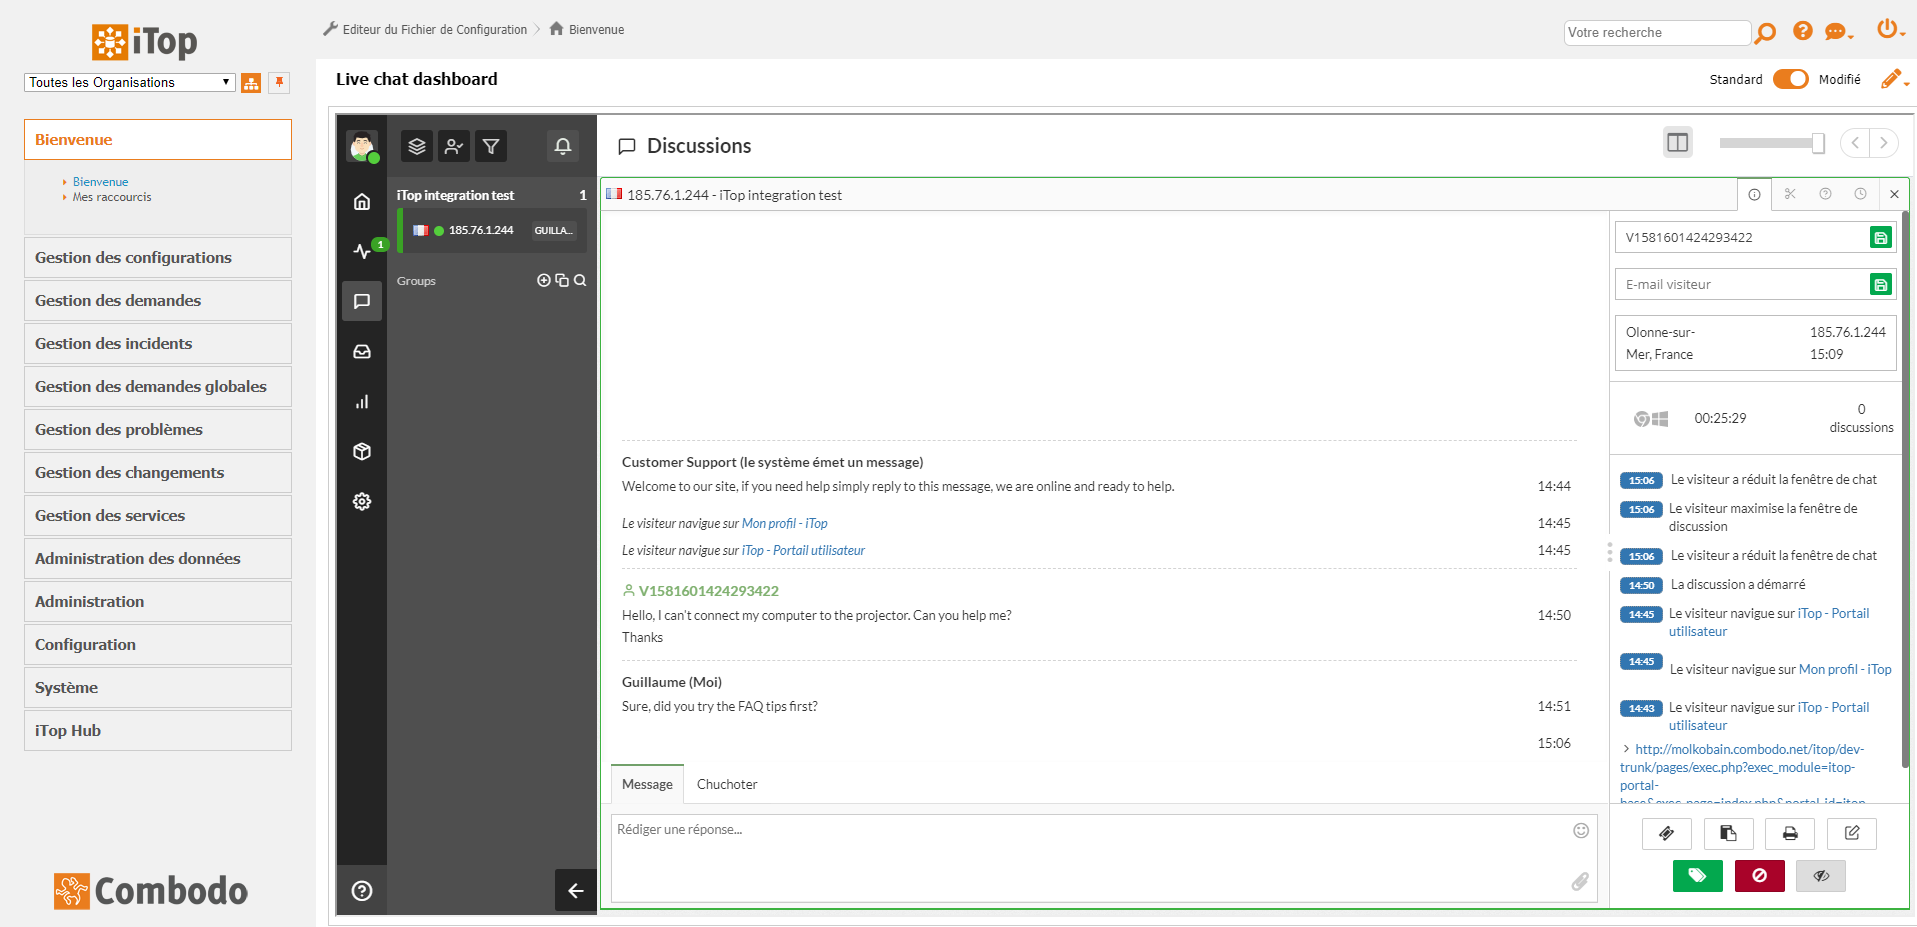 iTop
Toutes les Organisations
Bienvenue
Bienvenue
Mes raccourcis
Gestion des configurations
Gestion des demandes
Gestion des incidents
Gestion des demandes globales
Gestion des problèmes
Gestion des changements
Gestion des services
Administration des données
Administration
Configuration
Système
iTop Hub
Combodo
Editeur du Fichier de Configuration
Bienvenue
Votre recherche
Live chat dashboard
Standard
Modifié
1
iTop integration test 1
185.76.1.244 GUILLA...
Groups
Discussions
185.76.1.244 - iTop integration test
Customer Support (le système émet un message)
Welcome to our site, if you need help simply reply to this message, we are online and ready to help. 14:44
Le visiteur navigue sur Mon profil - iTop 14:45
Le visiteur navigue sur iTop - Portail utilisateur 14:45
V1581601424293422
Hello, I can't connect my computer to the projector. Can you help me? 14:50
Thanks
Guillaume (Moi)
Sure, did you try the FAQ tips first? 14:51
15:06
Message
Chuchoter
Rédiger une réponse...
V1581601424293422
E-mail visiteur
Olonne-sur- 185.76.1.244
Mer, France 15:09
00:25:29
0
discussions
15:06 Le visiteur a réduit la fenêtre de chat
15:06 Le visiteur maximise la fenêtre de
discussion
15:06 Le visiteur a réduit la fenêtre de chat
14:50 La discussion a démarré
14:45 Le visiteur navigue sur iTop - Portail
utilisateur
14:45 Le visiteur navigue sur Mon profil - iTop
14:43 Le visiteur navigue sur iTop - Portail
utilisateur
http://molkobain.combodo.net/itop/dev-
trunk/pages/exec.php?exec_module=itop-
portal-
base&exec_page=index.php&portal_id=itop-